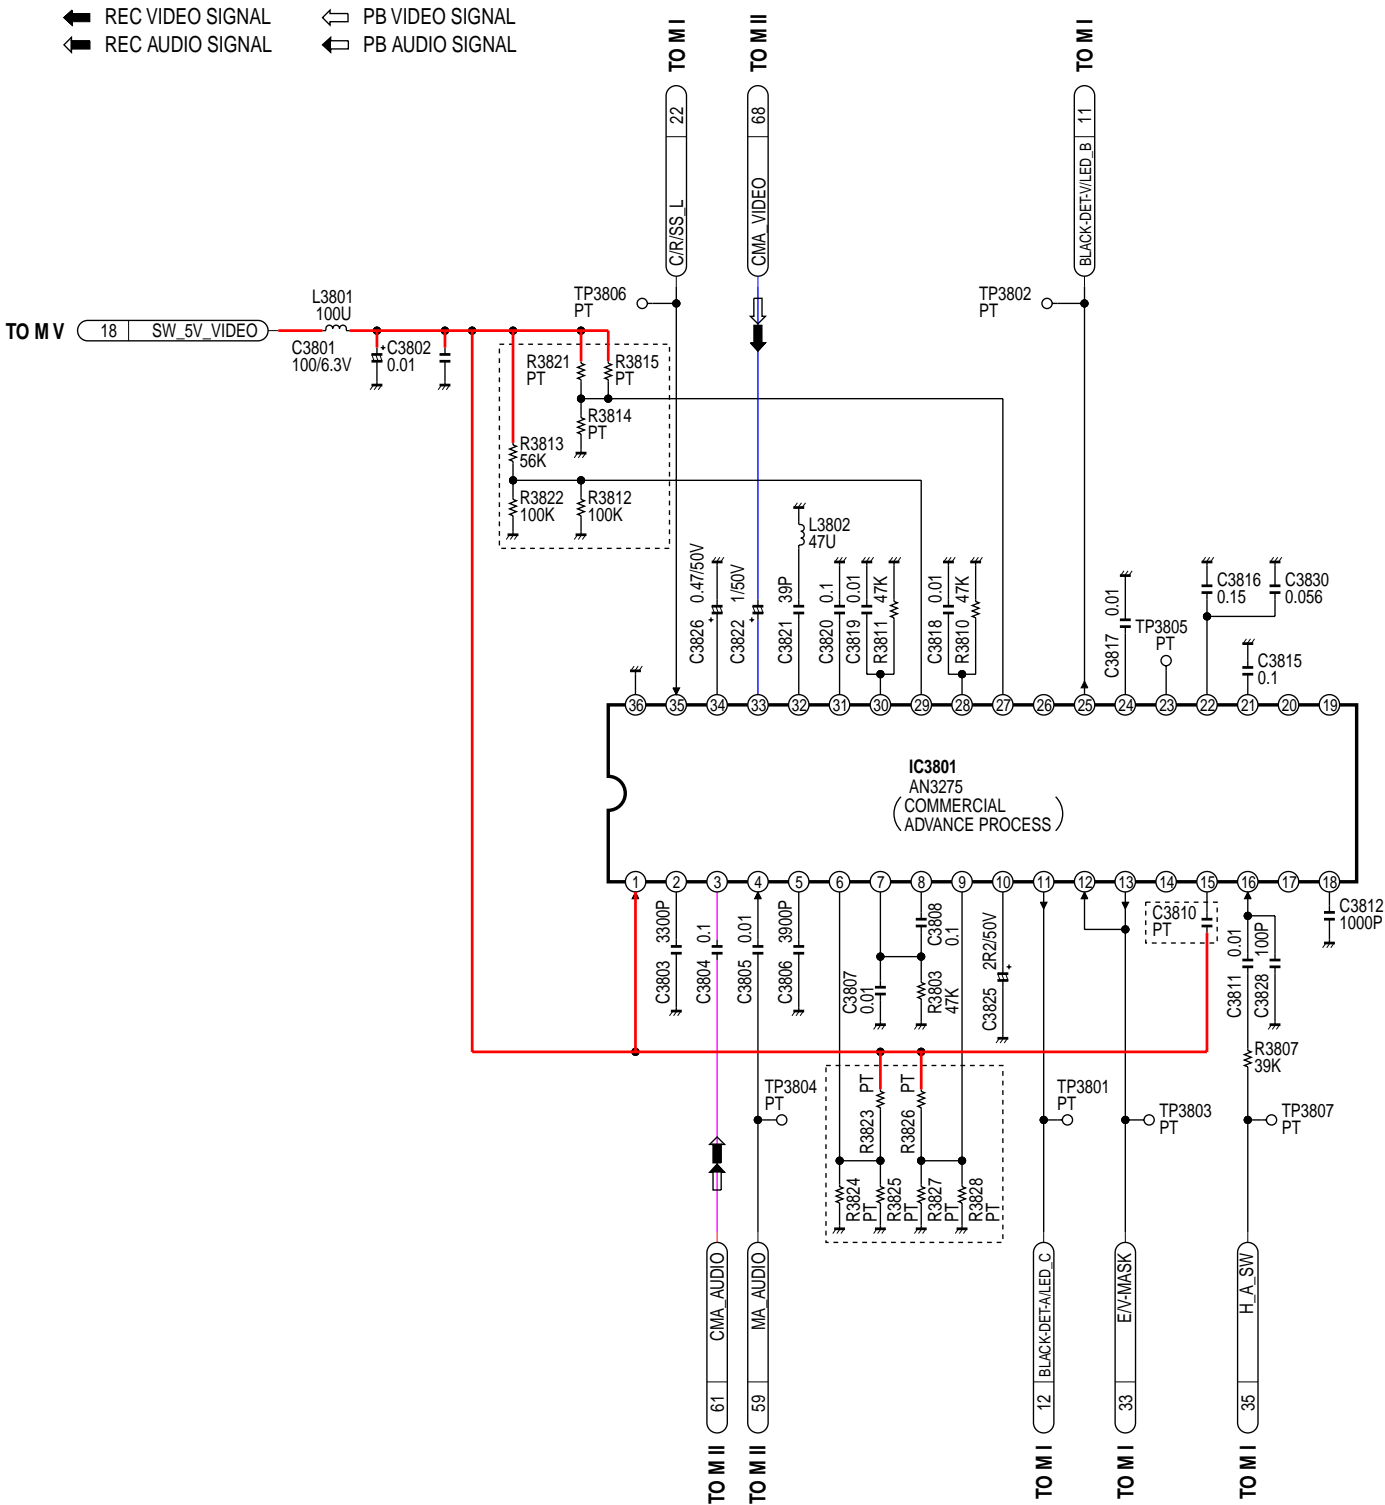 REC VIDEO SIGNAL
PB VIDEO SIGNAL
REC AUDIO SIGNAL
PB AUDIO SIGNAL
TO M I
TO M II
TO M I
22
C/R/SS_L
68
CMA_VIDEO
11
BLACK-DET-V/LED_B
TP3806
PT
TP3802
PT
TO M V
18
SW_5V_VIDEO
L3801
100U
C3801
100/6.3V
+
C3802
0.01
R3821
PT
R3815
PT
R3814
PT
R3813
56K
R3822
100K
R3812
100K
C3826 0.47/50V
+
C3822 1/50V
+
L3802
47U
C3821 39P
C3820 0.1
C3819 0.01
R3811 47K
C3818 0.01
R3810 47K
C3817 0.01
TP3805
PT
C3816
0.15
C3830
0.056
C3815
0.1
36
35
34
33
32
31
30
29
28
27
26
25
24
23
22
21
20
19
IC3801
AN3275
COMMERCIAL
ADVANCE PROCESS
1
2
3
4
5
6
7
8
9
10
11
12
13
14
15
16
17
18
C3803 3300P
C3804 0.1
C3805 0.01
C3806 3900P
C3807
0.01
C3808
0.1
R3803
47K
C3825 2R2/50V
+
C3810
PT
C3811 0.01
C3828 100P
C3812
1000P
R3807
39K
TP3804
PT
R3823 PT
R3826 PT
R3824
PT
R3825
PT
R3827
PT
R3828
PT
TP3801
PT
TP3803
PT
TP3807
PT
CMA_AUDIO
61
MA_AUDIO
59
BLACK-DET-A/LED_C
12
E/V-MASK
33
H_A_SW
35
TO M II
TO M II
TO M I
TO M I
TO M I